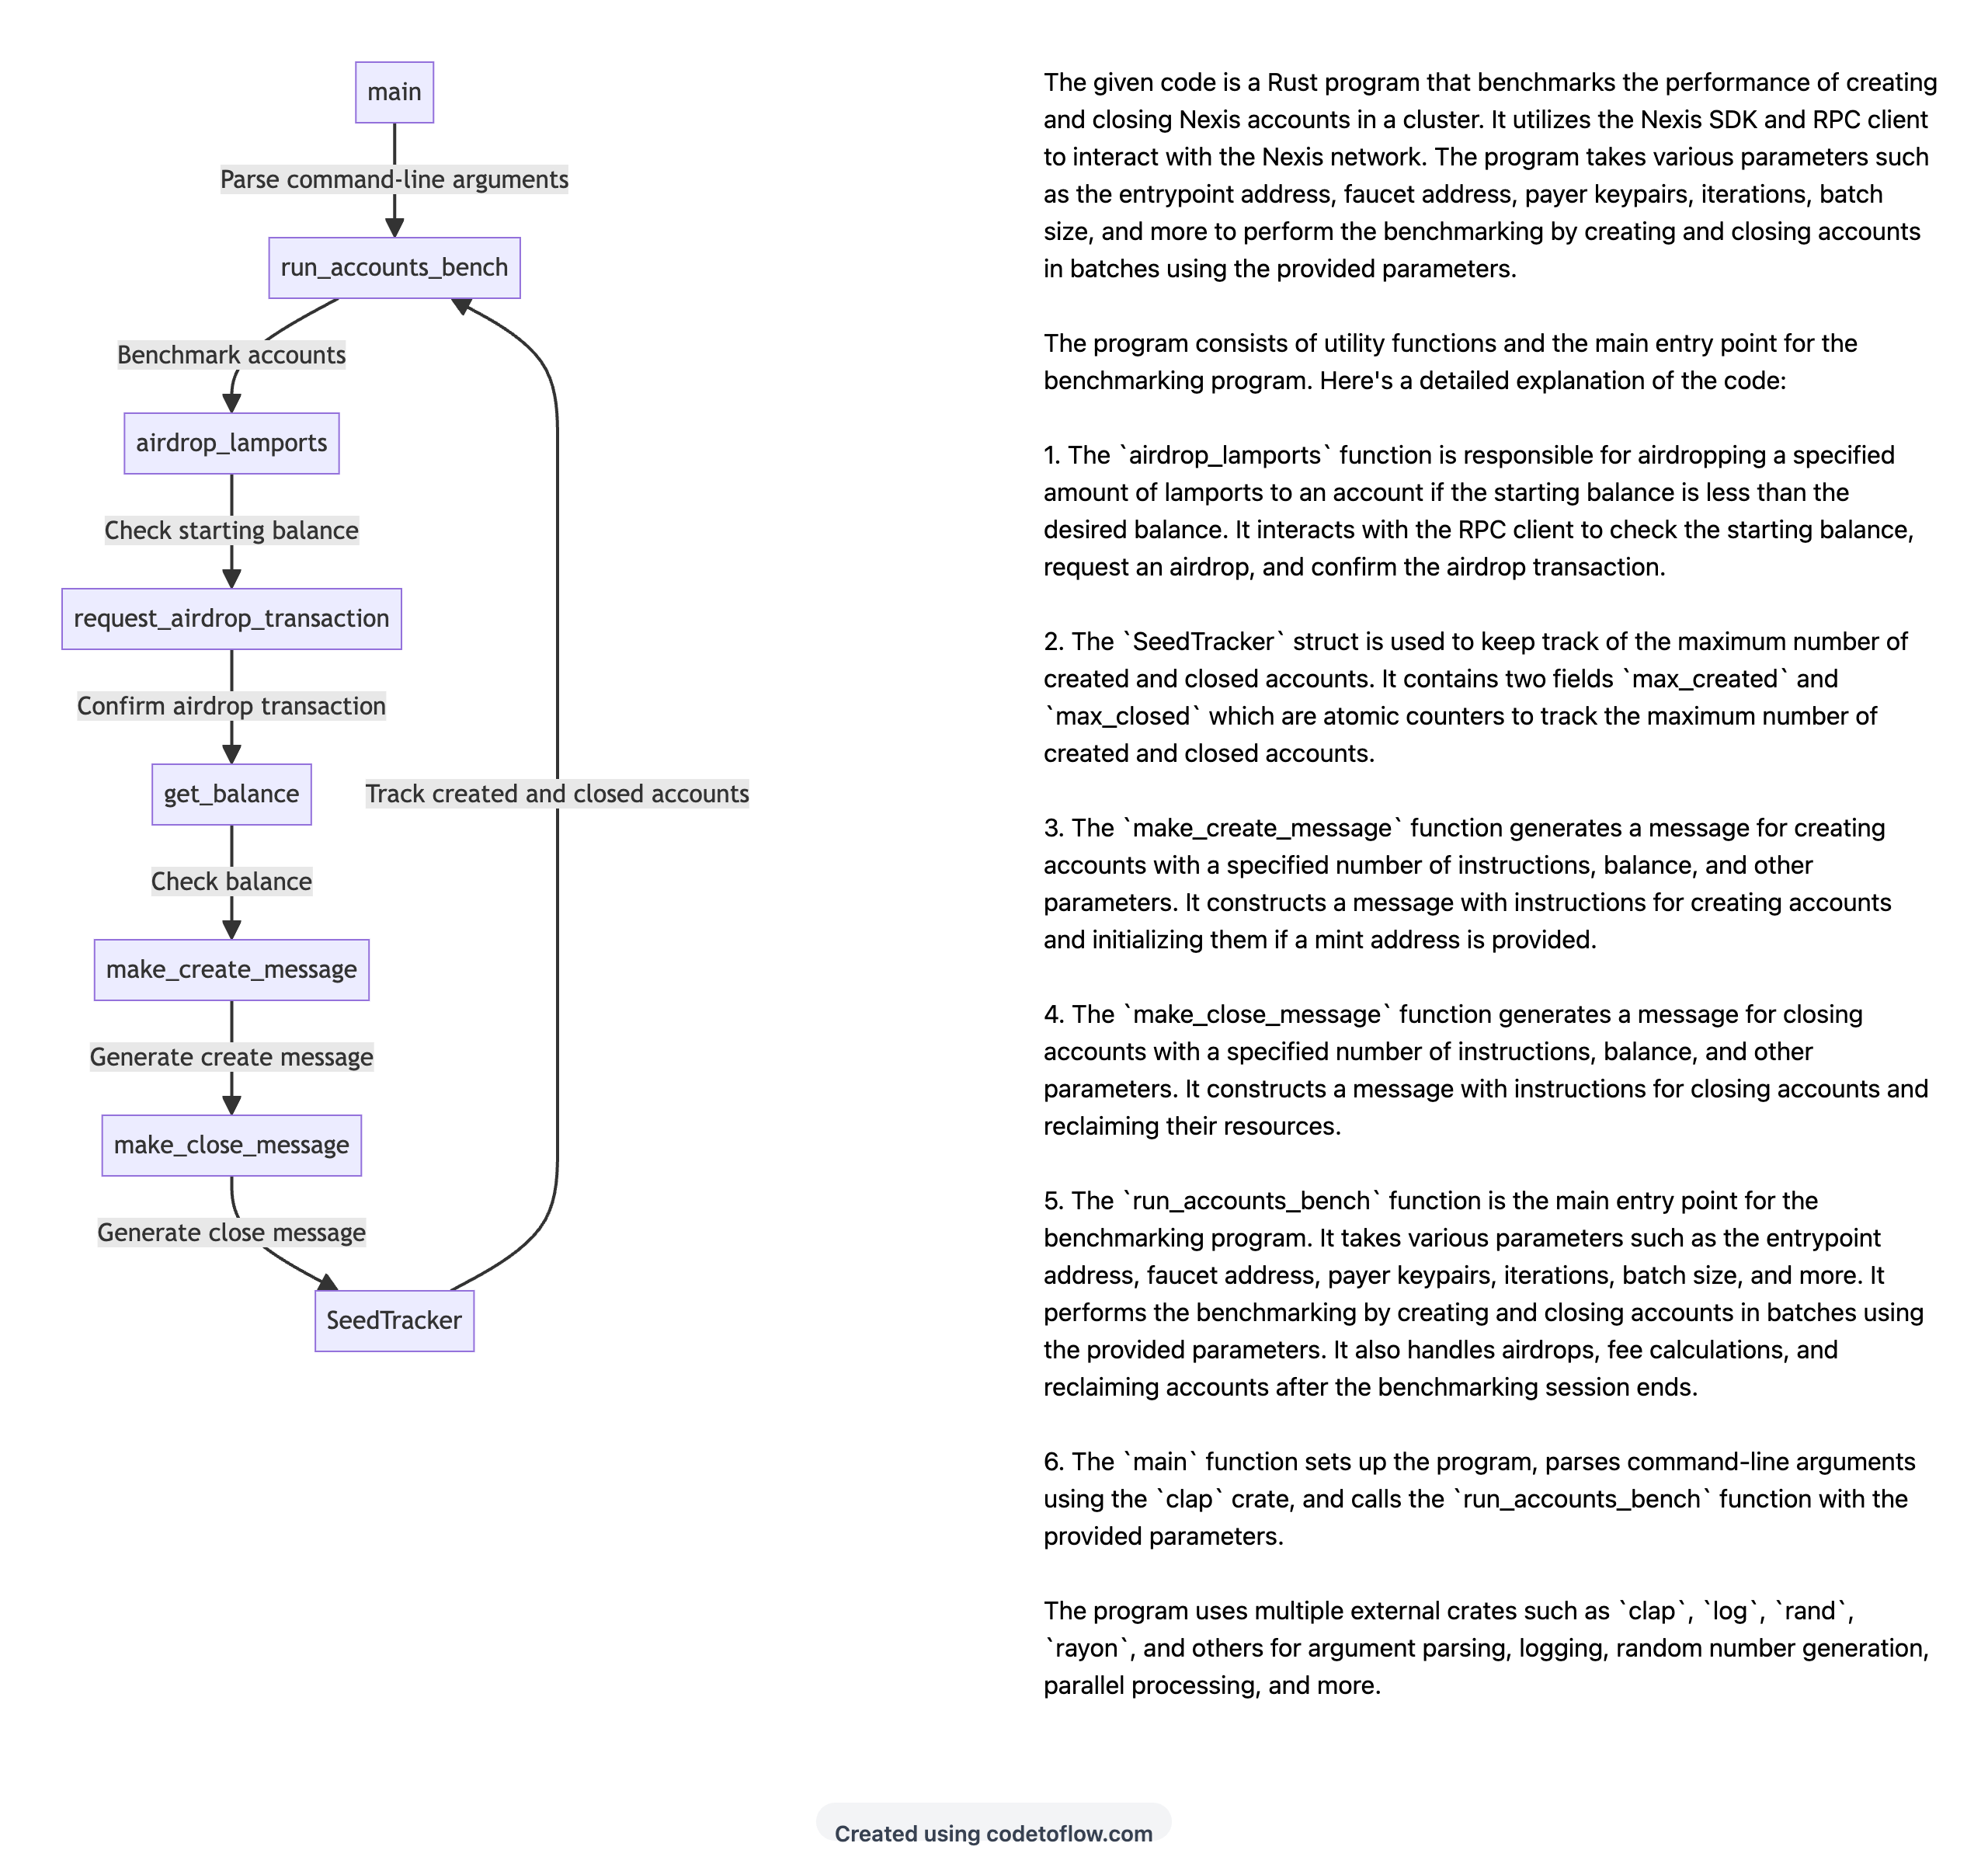 main
Parse command-line arguments
run_accounts_bench
Benchmark accounts
airdrop_lamports
Check starting balance
request_airdrop_transaction
Confirm airdrop transaction
get_balance
Track created and closed accounts
Check balance
make_create_message
Generate create message
make_close_message
Generate close message
SeedTracker
The given code is a Rust program that benchmarks the performance of creating
and closing Nexis accounts in a cluster. It utilizes the Nexis SDK and RPC client
to interact with the Nexis network. The program takes various parameters such
as the entrypoint address, faucet address, payer keypairs, iterations, batch
size, and more to perform the benchmarking by creating and closing accounts
in batches using the provided parameters.
The program consists of utility functions and the main entry point for the
benchmarking program. Here's a detailed explanation of the code:
1. The `airdrop_lamports` function is responsible for airdropping a specified
amount of lamports to an account if the starting balance is less than the
desired balance. It interacts with the RPC client to check the starting balance,
request an airdrop, and confirm the airdrop transaction.
2. The `SeedTracker` struct is used to keep track of the maximum number of
created and closed accounts. It contains two fields `max_created` and
`max_closed` which are atomic counters to track the maximum number of
created and closed accounts.
3. The `make_create_message` function generates a message for creating
accounts with a specified number of instructions, balance, and other
parameters. It constructs a message with instructions for creating accounts
and initializing them if a mint address is provided.
4. The `make_close_message` function generates a message for closing
accounts with a specified number of instructions, balance, and other
parameters. It constructs a message with instructions for closing accounts and
reclaiming their resources.
5. The `run_accounts_bench` function is the main entry point for the
benchmarking program. It takes various parameters such as the entrypoint
address, faucet address, payer keypairs, iterations, batch size, and more. It
performs the benchmarking by creating and closing accounts in batches using
the provided parameters. It also handles airdrops, fee calculations, and
reclaiming accounts after the benchmarking session ends.
6. The `main` function sets up the program, parses command-line arguments
using the `clap` crate, and calls the `run_accounts_bench` function with the
provided parameters.
The program uses multiple external crates such as `clap`, `log`, `rand`,
`rayon`, and others for argument parsing, logging, random number generation,
parallel processing, and more.
Created using codetoflow.com